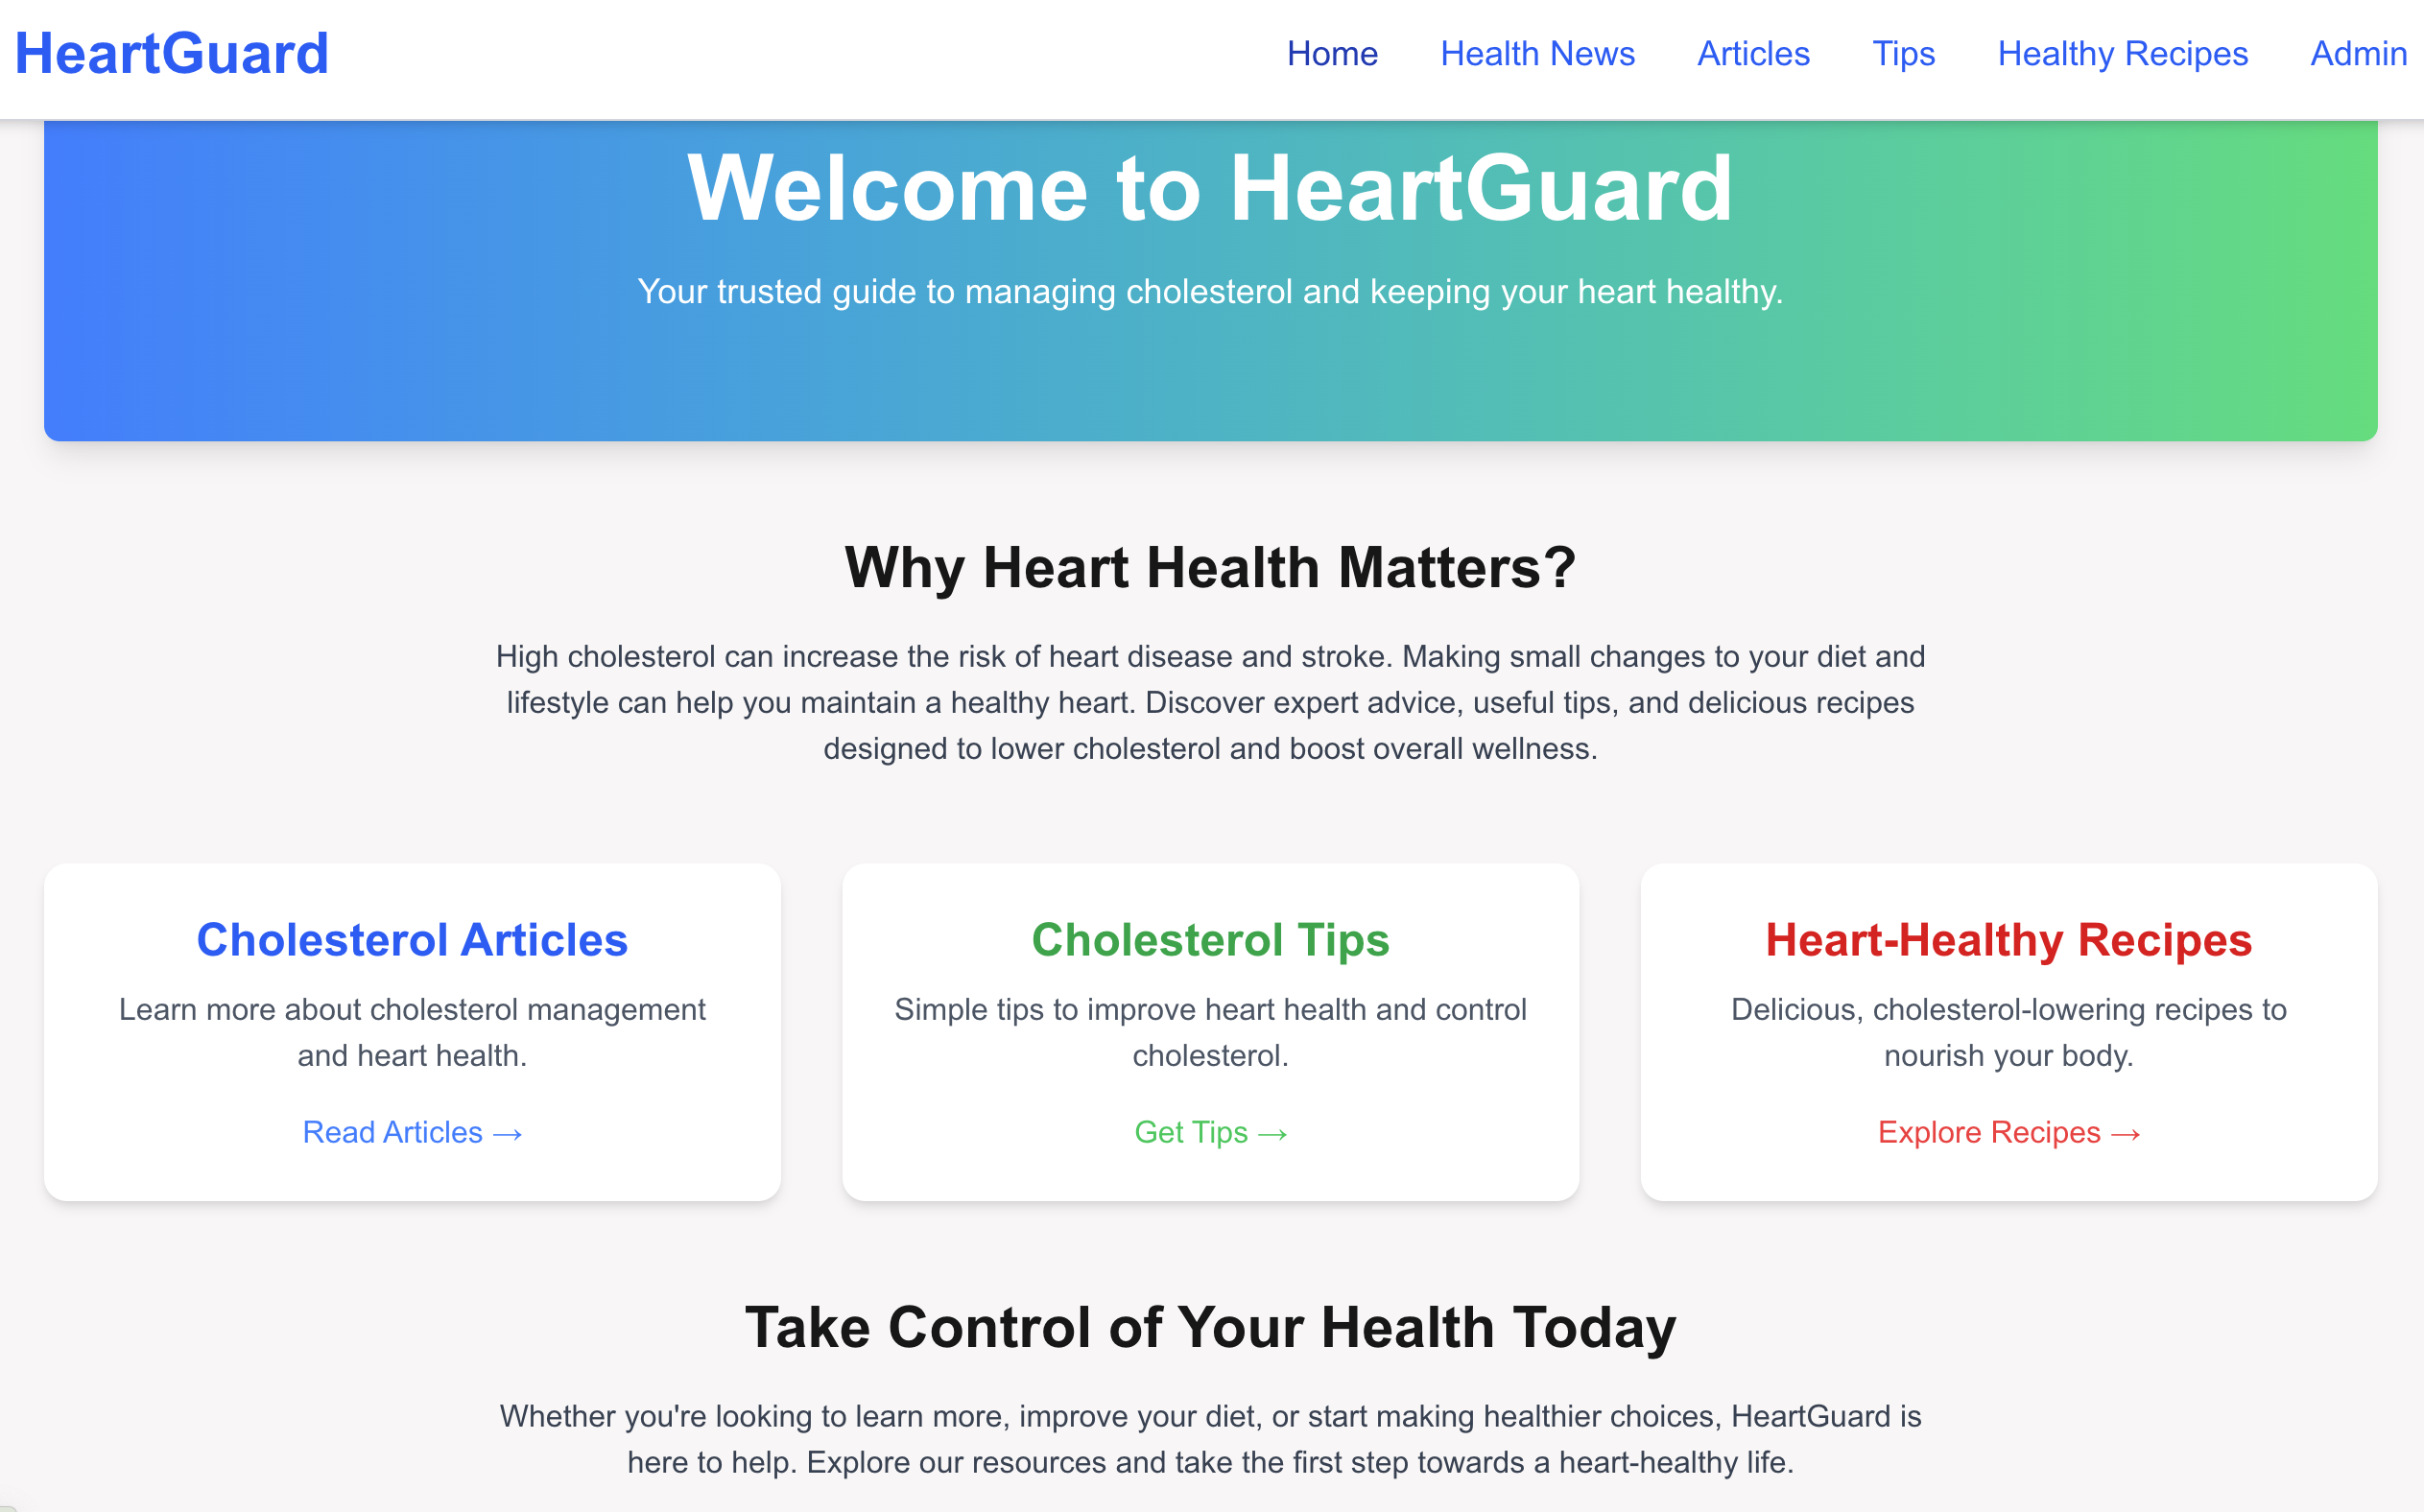 HeartGuard
Home Health News Articles Tips Healthy Recipes Admin
Welcome to HeartGuard
Your trusted guide to managing cholesterol and keeping your heart healthy.
Why Heart Health Matters?
High cholesterol can increase the risk of heart disease and stroke. Making small changes to your diet and
lifestyle can help you maintain a healthy heart. Discover expert advice, useful tips, and delicious recipes
designed to lower cholesterol and boost overall wellness.
Cholesterol Articles
Learn more about cholesterol management
and heart health.
Read Articles →
Cholesterol Tips
Simple tips to improve heart health and control
cholesterol.
Get Tips →
Heart-Healthy Recipes
Delicious, cholesterol-lowering recipes to
nourish your body.
Explore Recipes →
Take Control of Your Health Today
Whether you're looking to learn more, improve your diet, or start making healthier choices, HeartGuard is
here to help. Explore our resources and take the first step towards a heart-healthy life.